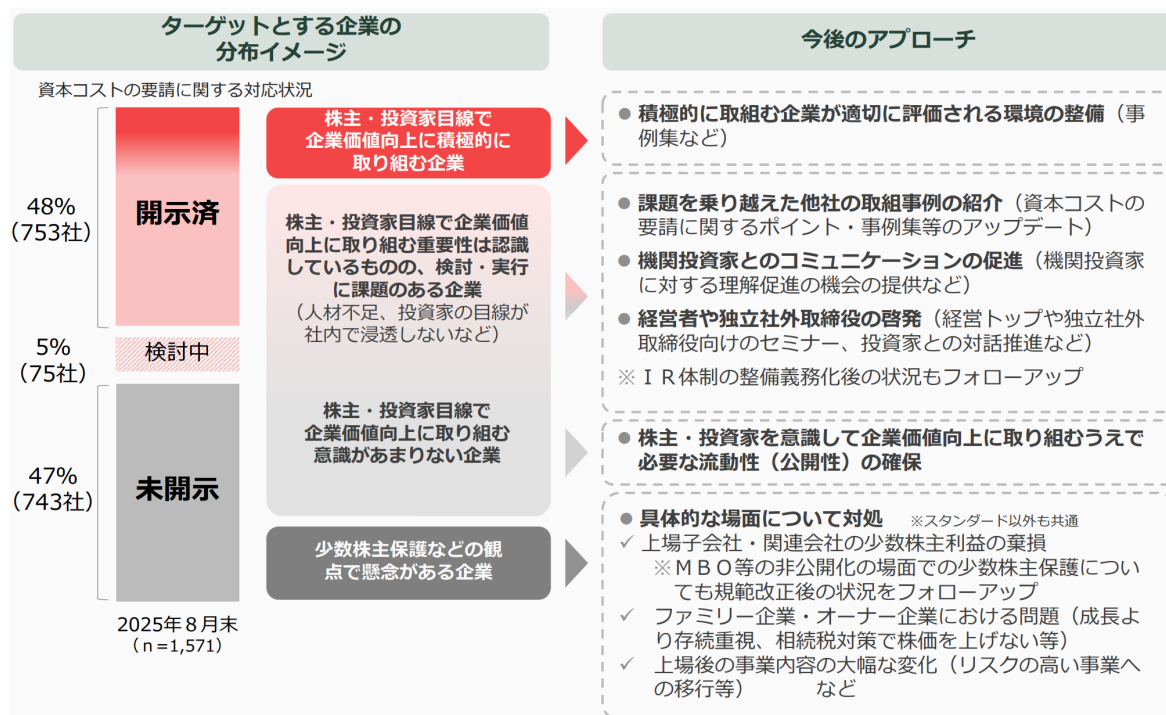 ターゲットとする企業の
分布イメージ
今後のアプローチ
資本コストの要請に関する対応状況
48%
（753社）
開示済
5%
（75社）
検討中
47%
（743社）
未開示
2025年８月末
（ｎ=1,571）
株主・投資家目線で
企業価値向上に積極的に
取り組む企業
株主・投資家目線で企業価値
向上に取り組む重要性は認識
しているものの、検討・実行
に課題のある企業
（人材不足、投資家の目線が
社内で浸透しないなど）
株主・投資家目線で
企業価値向上に取り組む
意識があまりない企業
少数株主保護などの観
点で懸念がある企業
● 積極的に取組む企業が適切に評価される環境の整備（事
例集など）
● 課題を乗り越えた他社の取組事例の紹介（資本コストの
要請に関するポイント・事例集等のアップデート）
● 機関投資家とのコミュニケーションの促進（機関投資家
に対する理解促進の機会の提供など）
● 経営者や独立社外取締役の啓発（経営トップや独立社外
取締役向けのセミナー、投資家との対話推進など）
※ ＩＲ体制の整備義務化後の状況もフォローアップ
● 株主・投資家を意識して企業価値向上に取り組むうえで
必要な流動性（公開性）の確保
● 具体的な場面について対処 ※スタンダード以外も共通
✓ 上場子会社・関連会社の少数株主利益の棄損
※ＭＢＯ等の非公開化の場面での少数株主保護につい
ても規範改正後の状況をフォローアップ
✓ ファミリー企業・オーナー企業における問題（成長よ
り存続重視、相続税対策で株価を上げない等）
✓ 上場後の事業内容の大幅な変化（リスクの高い事業へ
の移行等） など